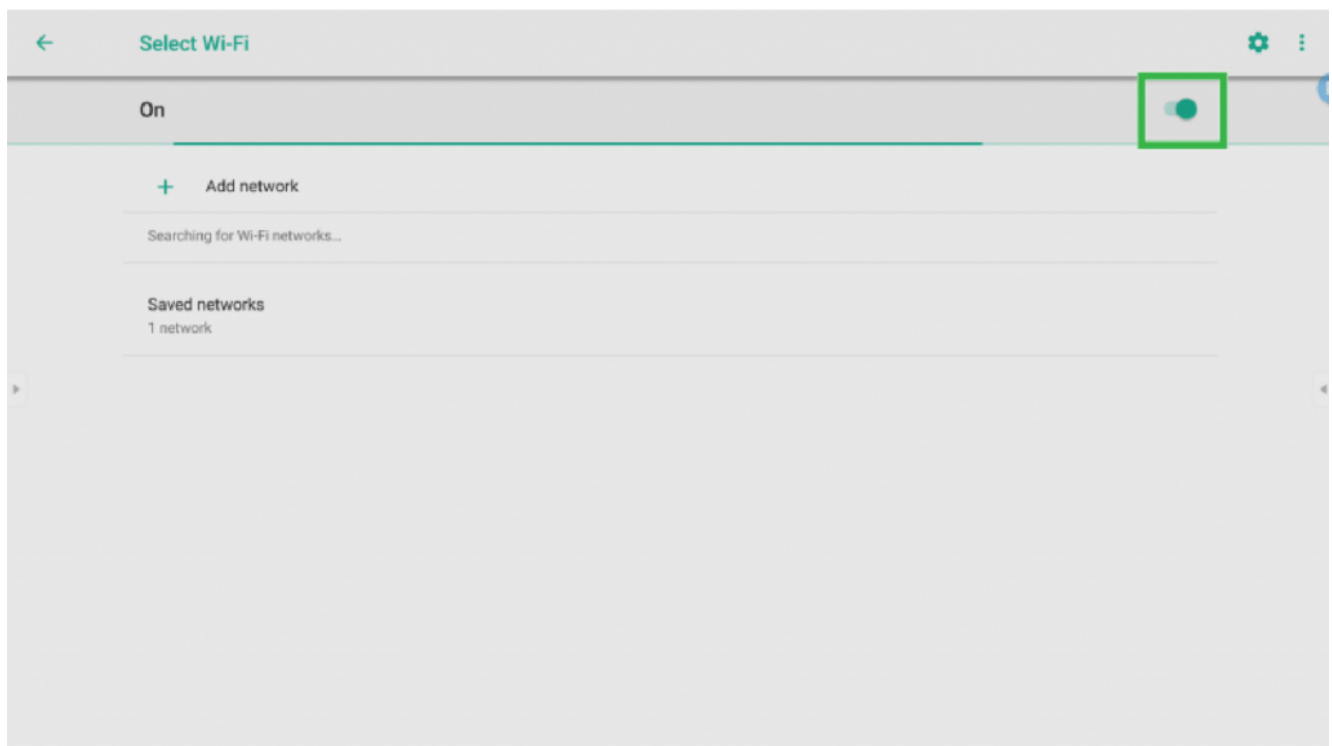 Select Wi-Fi
On
Add network
Searching for Wi-Fi networks...
Saved networks
1 network